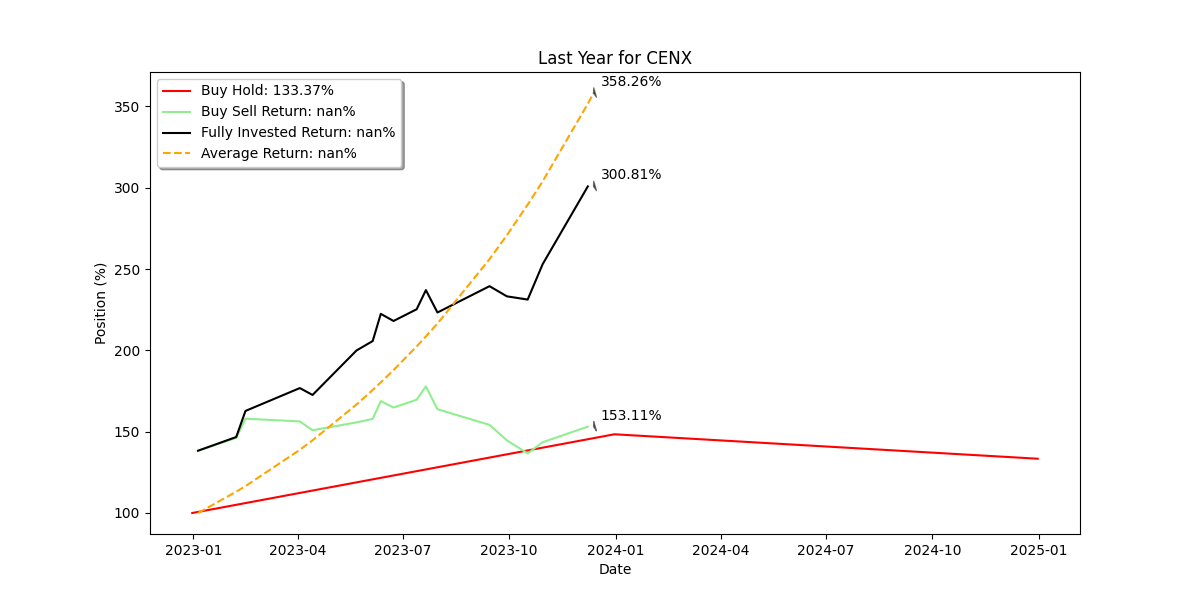 Last Year for CENX
Buy Hold: 133.37%
Buy Sell Return: nan%
Fully Invested Return: nan%
Average Return: nan%
358.26%
300.81%
153.11%
Position (%)
350
300
250
200
150
100
2023-01 2023-04 2023-07 2023-10 2024-01 2024-04 2024-07 2024-10 2025-01
Date